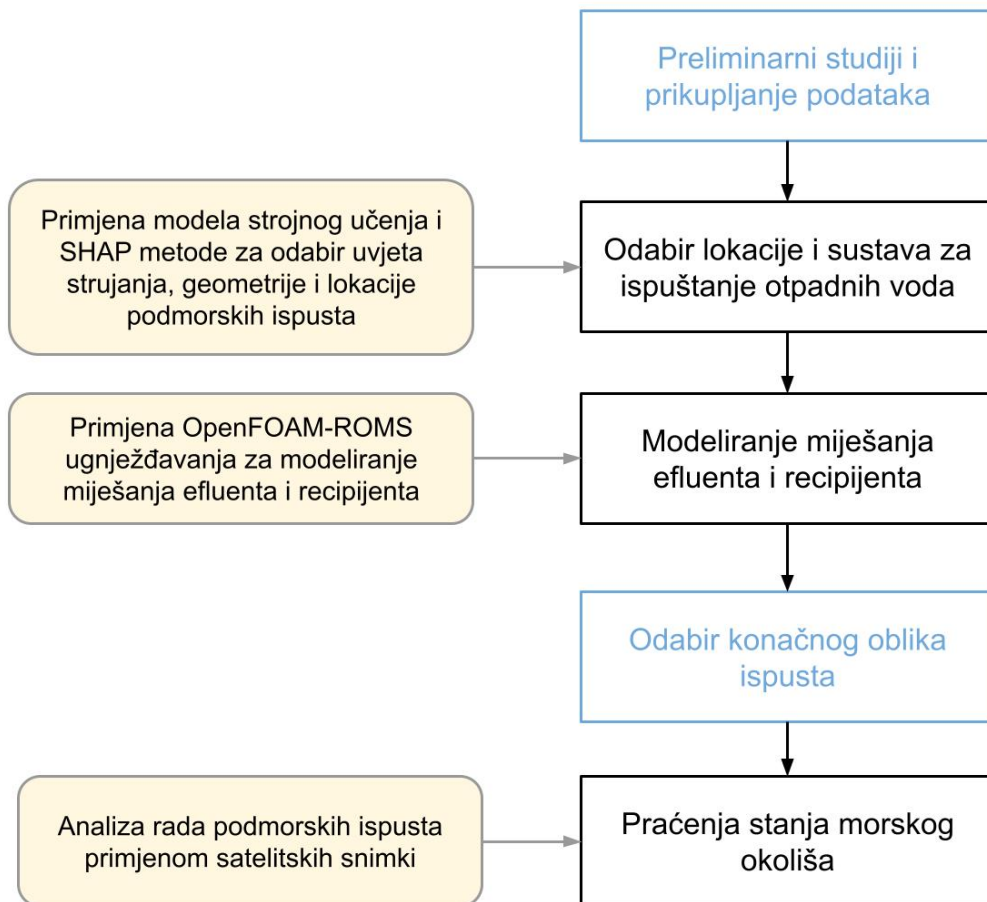 Preliminarni studiji i
prikupljanje podataka
Primjena modela strojnog učenja i
SHAP metode za odabir uvjeta
strujanja, geometrije i lokacije
podmorskih ispusta
Odabir lokacije i sustava za
ispuštanje otpadnih voda
Primjena OpenFOAM-ROMS
ugnježđavanja za modeliranje
miješanja efluenta i recipijenta
Modeliranje miješanja
efluenta i recipijenta
Odabir konačnog oblika
ispusta
Analiza rada podmorskih ispusta
primjenom satelitskih snimki
Praćenja stanja morskog
okoliša